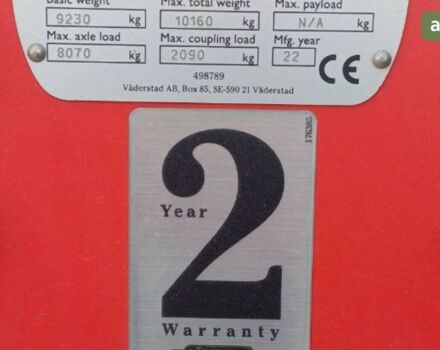 Basic weight Max. total weight Max. payload
9230 kg 10160 kg N/A kg
Max. axle load Max. coupling load Mfg. year
8070 kg 2090 kg 22 CE
498789
Väderstad AB, Box 85, SE-590 21 Väderstad
176385
2
Year
Warranty
a